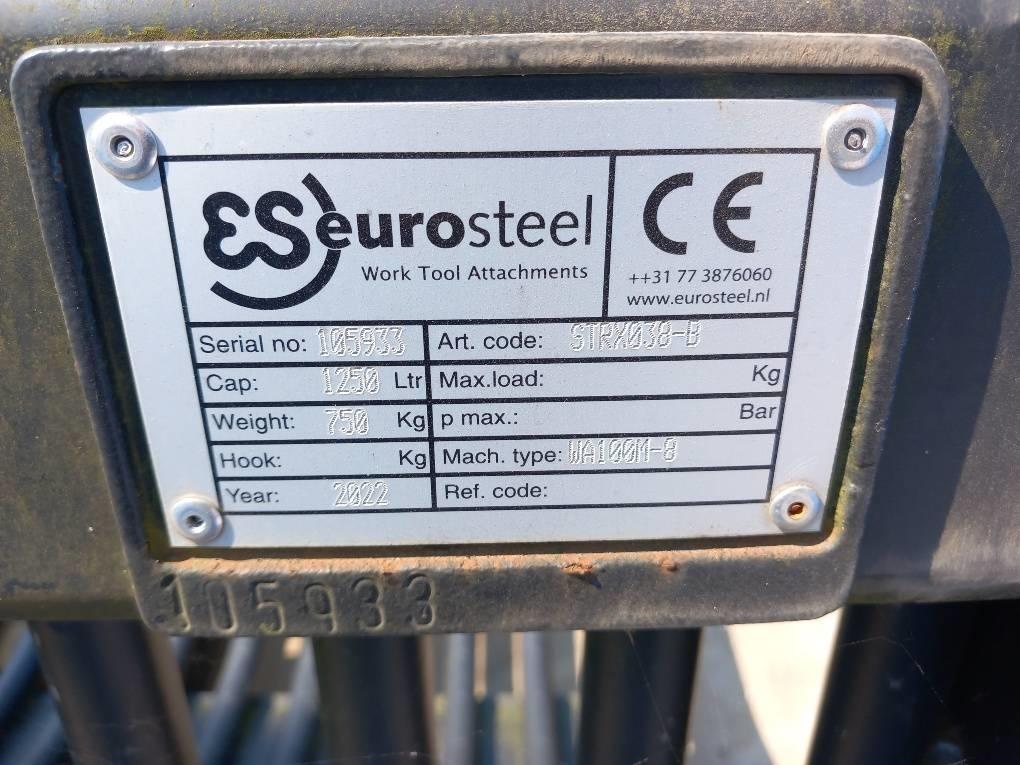 ES eurosteel
Work Tool Attachments
CE
++31 77 3876060
www.eurosteel.nl
Serial no: 105933 Art. code: STRX038-B
Cap: 1250 Ltr Max.load: Kg
Weight: 750 Kg p max.: Bar
Hook: Kg Mach. type: WA100M-8
Year: 2022 Ref. code:
105933